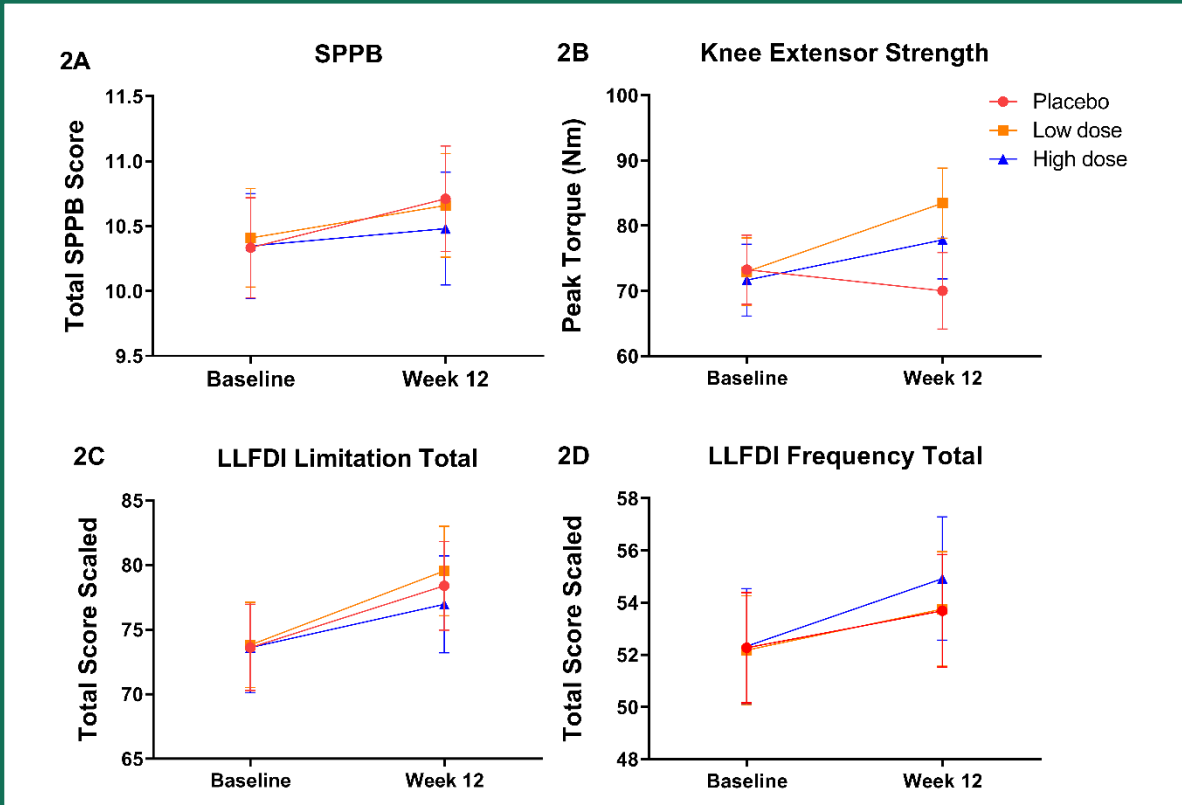 2A
SPPB
Total SPPB Score
11.5
11.0
10.5
10.0
9.5
Baseline
Week 12
2B
Knee Extensor Strength
Peak Torque (Nm)
100
90
80
70
60
Baseline
Week 12
Placebo
Low dose
High dose
2C
LLFDI Limitation Total
Total Score Scaled
85
80
75
70
65
Baseline
Week 12
2D
LLFDI Frequency Total
Total Score Scaled
58
56
54
52
50
48
Baseline
Week 12